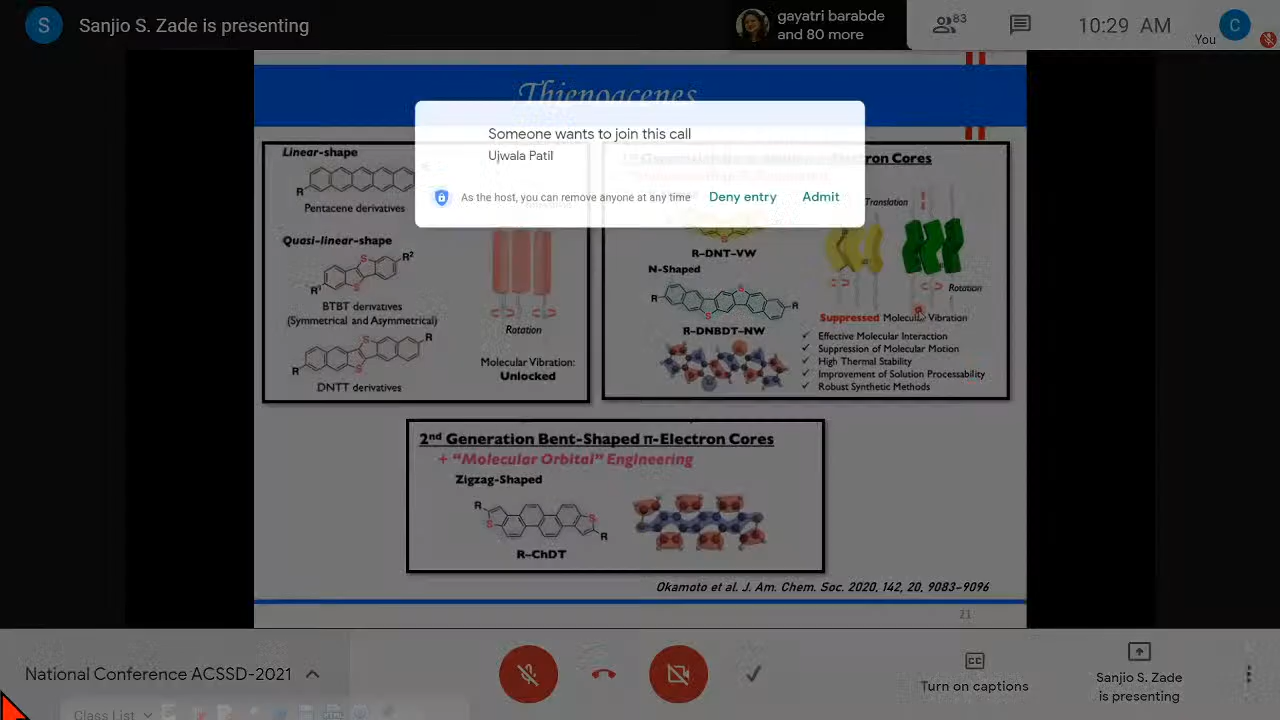 S
Sanjio S. Zade is presenting
gayatri barabde
and 80 more
83
10:29 AM
You
C
Thienoacenes
Someone wants to join this call
Ujwala Patil
As the host, you can remove anyone at any time
Deny entry
Admit
Linear-shape
R
Pentacene derivatives
Quasi-linear-shape
S
R²
S
R¹
BTBT derivatives
(Symmetrical and Asymmetrical)
S
R
R
S
DNTT derivatives
Rotation
Molecular Vibration:
Unlocked
Electron Cores
Translation
R-DNT-VW
N-Shaped
R
S
S
R
R-DNBDT-NW
Rotation
Suppressed Molecular Vibration
✓ Effective Molecular Interaction
✓ Suppression of Molecular Motion
✓ High Thermal Stability
✓ Improvement of Solution Processability
✓ Robust Synthetic Methods
2nd Generation Bent-Shaped π-Electron Cores
+ "Molecular Orbital" Engineering
Zigzag-Shaped
R
S
S
R
R-ChDT
Okamoto et al. J. Am. Chem. Soc. 2020, 142, 20, 9083-9096
21
National Conference ACSSD-2021
CC
Turn on captions
Sanjio S. Zade
is presenting
Class List